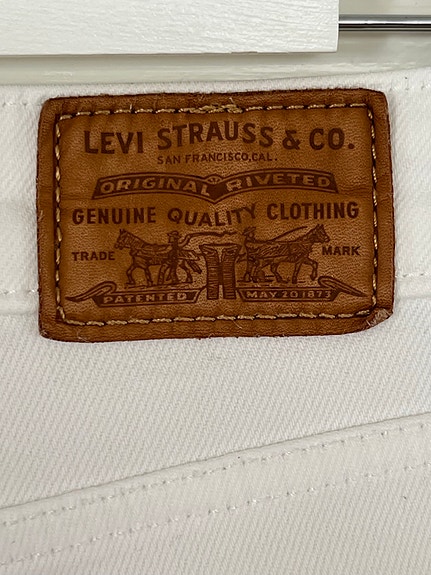 LEVI STRAUSS & CO.
SAN FRANCISCO, CAL.
ORIGINAL RIVETED
GENUINE QUALITY CLOTHING
TRADE MARK
PATENTED MAY 20 1873